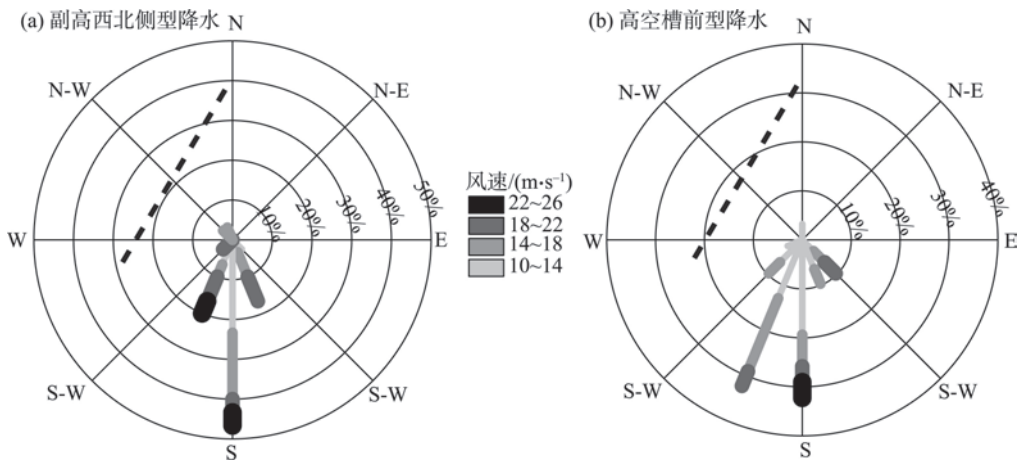 (a) 副高西北侧型降水
N
N-W
N-E
W
E
10%
20%
30%
40%
50%
S-W
S-W
S
风速/(m·s⁻¹)
22~26
18~22
14~18
10~14
(b) 高空槽前型降水
N
N-W
N-E
W
E
10%
20%
30%
40%
S-W
S-W
S